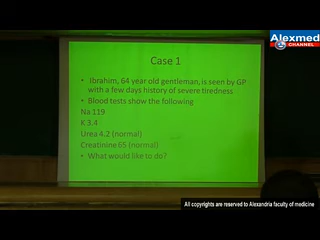 Alexmed
CHANNEL
Case 1
• Ibrahim, 64 year old gentleman, is seen by GP
with a few days history of severe tiredness.
• Blood tests show the following
Na 119
K 3.4
Urea 4.2 (normal)
Creatinine 65 (normal)
• What would like to do?
All copyrights are reserved to Alexandria faculty of medicine